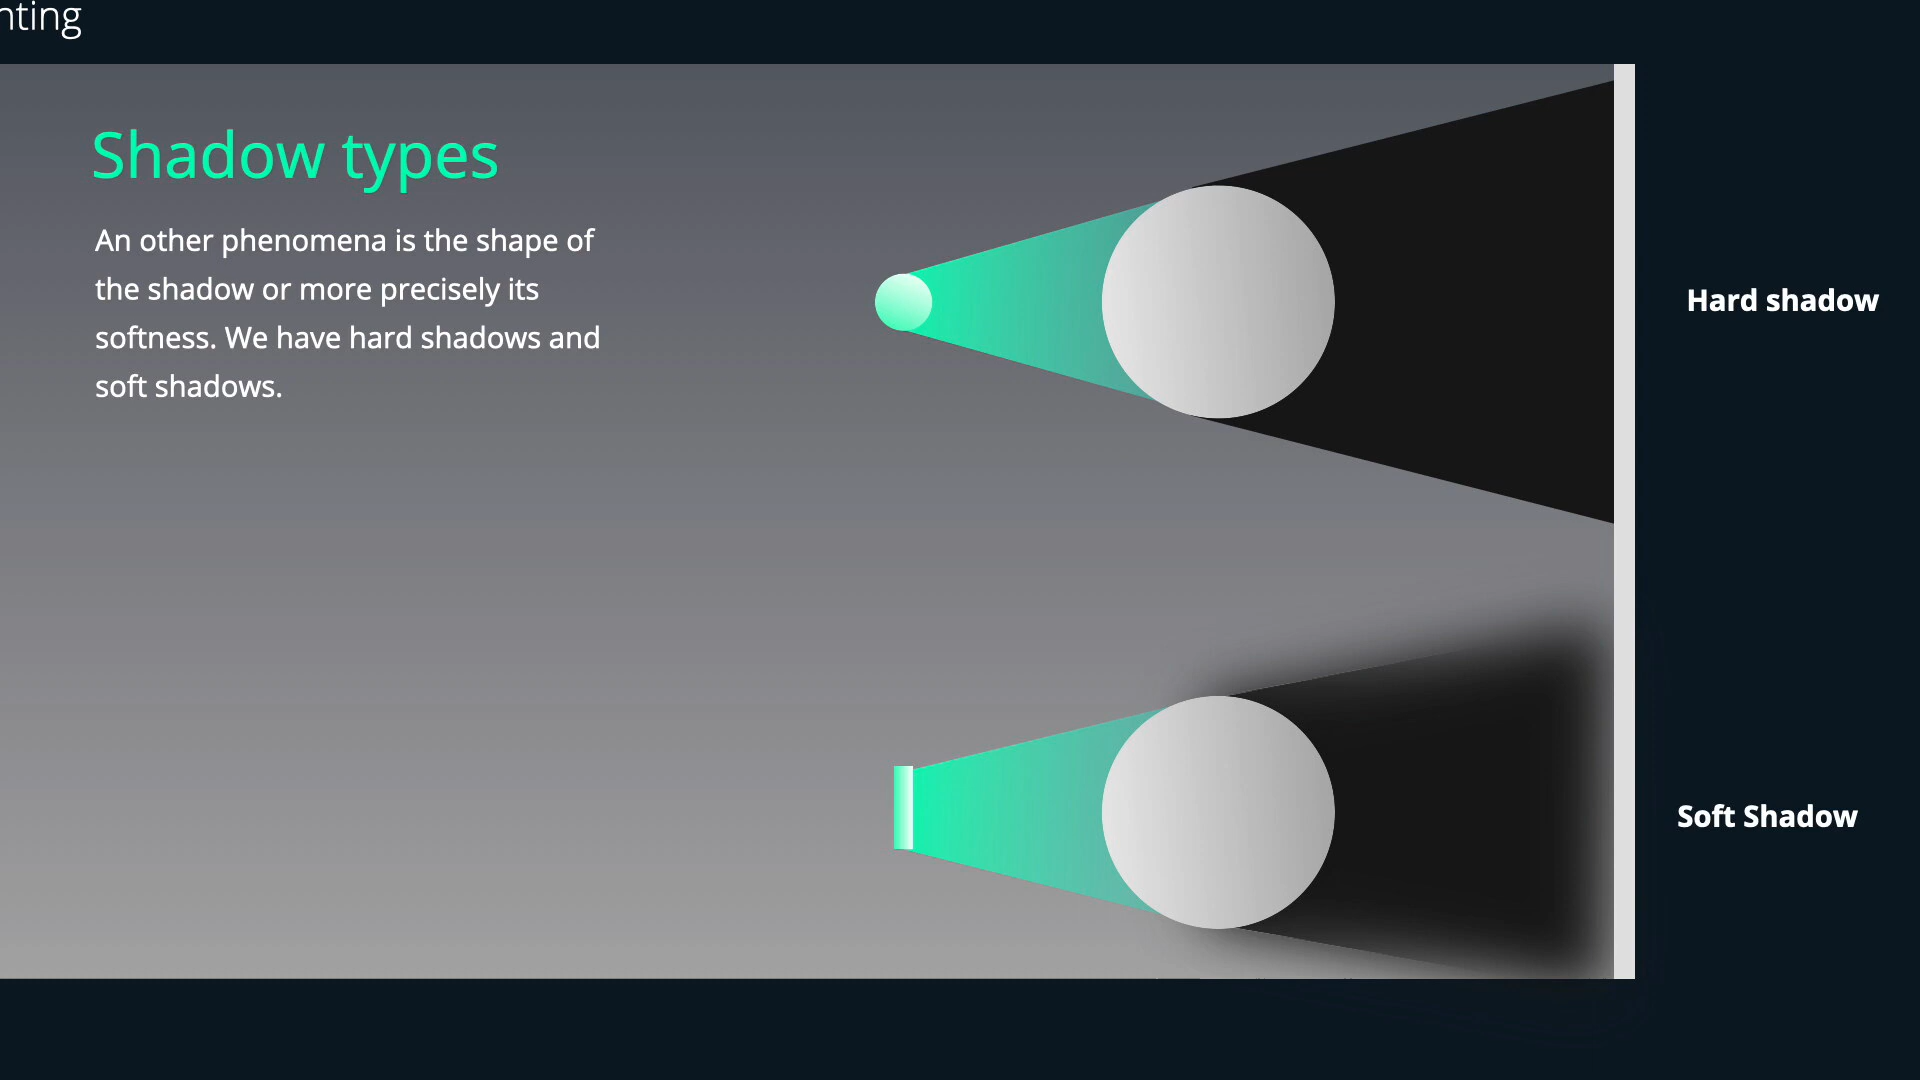 nting
Shadow types
An other phenomena is the shape of
the shadow or more precisely its
softness. We have hard shadows and
soft shadows.
Hard shadow
Soft Shadow